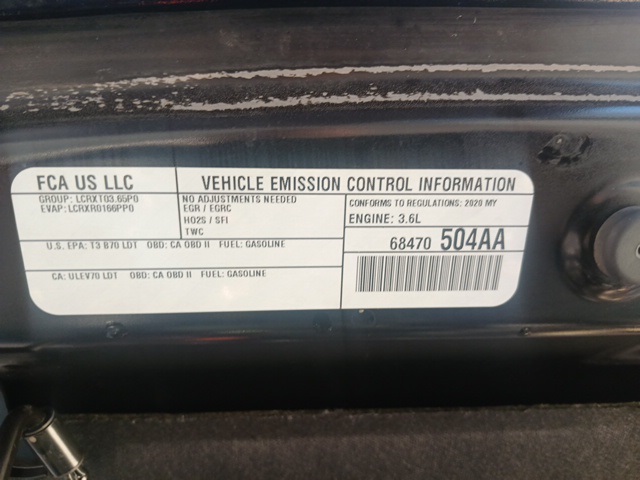 FCA US LLC
VEHICLE EMISSION CONTROL INFORMATION
GROUP: LCRXT03.65P0
EVAP: LCRXR0166PP0
NO ADJUSTMENTS NEEDED
EGR / EGRC
HO2S / SFI
TWC
CONFORMS TO REGULATIONS: 2020 MY
ENGINE: 3.6L
U.S. EPA: T3 B70 LDT OBD: CA OBD II FUEL: GASOLINE
CA: ULEV70 LDT OBD: CA OBD II FUEL: GASOLINE
68470 504AA